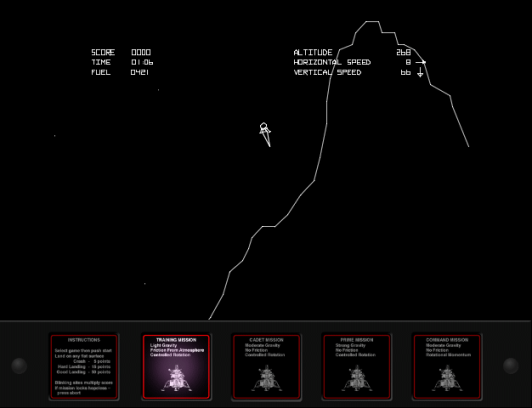 SCORE 0000
TIME 01:06
FUEL 0421
ALTITUDE 268
HORIZONTAL SPEED 8
VERTICAL SPEED 66
INSTRUCTIONS
Select game then push start
Land on any flat surface
Crash - 5 points
Hard Landing - 15 points
Good Landing - 50 points
Blinking sites multiply score
If mission looks hopeless -
press abort
TRAINING MISSION
Light Gravity
Friction From Atmosphere
Controlled Rotation
CADET MISSION
Moderate Gravity
No Friction
Controlled Rotation
PRIME MISSION
Strong Gravity
No Friction
Controlled Rotation
COMMAND MISSION
Moderate Gravity
No Friction
Rotational Momentum